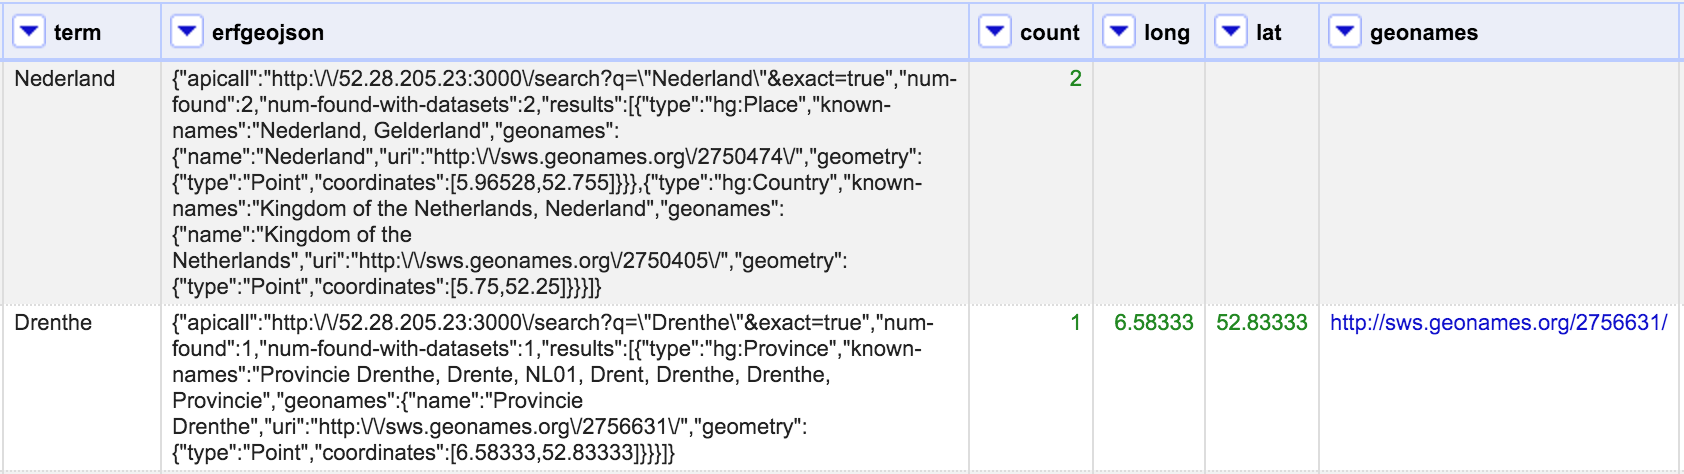 term erfgeojson count long lat geonames
Nederland {"apicall":"http:\/\/52.28.205.23:3000\/search?q=\"Nederland\"&exact=true","num- 2
found":2,"num-found-with-datasets":2,"results":[{"type":"hg:Place","known-
names":"Nederland, Gelderland","geonames":
{"name":"Nederland","uri":"http:\/\/sws.geonames.org\/2750474\/","geometry":
{"type":"Point","coordinates":[5.96528,52.755]}}},{"type":"hg:Country","known-
names":"Kingdom of the Netherlands, Nederland","geonames":
{"name":"Kingdom of the
Netherlands","uri":"http:\/\/sws.geonames.org\/2750405\/","geometry":
{"type":"Point","coordinates":[5.75,52.25]}}}]}
Drenthe {"apicall":"http:\/\/52.28.205.23:3000\/search?q=\"Drenthe\"&exact=true","num- 1 6.58333 52.83333 http://sws.geonames.org/2756631/
found":1,"num-found-with-datasets":1,"results":[{"type":"hg:Province","known-
names":"Provincie Drenthe, Drente, NL01, Drent, Drenthe, Drenthe,
Provincie","geonames":{"name":"Provincie
Drenthe","uri":"http:\/\/sws.geonames.org\/2756631\/","geometry":
{"type":"Point","coordinates":[6.58333,52.83333]}}}]}